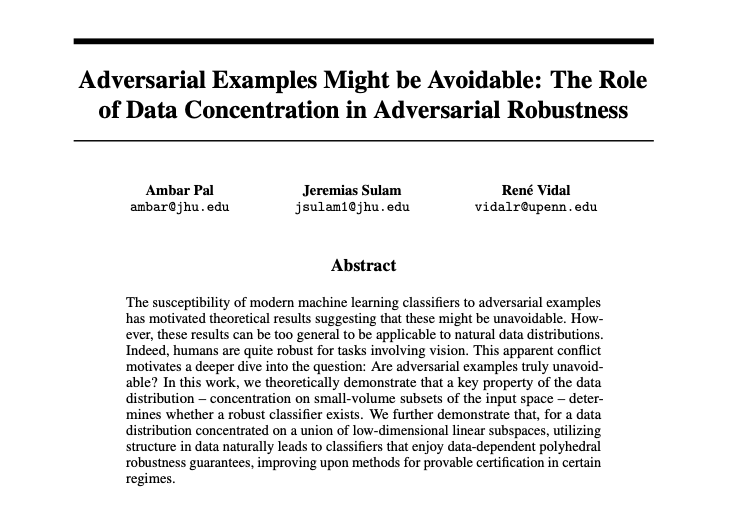 Adversarial Examples Might be Avoidable: The Role
of Data Concentration in Adversarial Robustness
Ambar Pal
ambar@jhu.edu
Jeremias Sulam
jsulam1@jhu.edu
René Vidal
vidalr@upenn.edu
Abstract
The susceptibility of modern machine learning classifiers to adversarial examples
has motivated theoretical results suggesting that these might be unavoidable. How-
ever, these results can be too general to be applicable to natural data distributions.
Indeed, humans are quite robust for tasks involving vision. This apparent conflict
motivates a deeper dive into the question: Are adversarial examples truly unavoid-
able? In this work, we theoretically demonstrate that a key property of the data
distribution – concentration on small-volume subsets of the input space – deter-
mines whether a robust classifier exists. We further demonstrate that, for a data
distribution concentrated on a union of low-dimensional linear subspaces, utilizing
structure in data naturally leads to classifiers that enjoy data-dependent polyhedral
robustness guarantees, improving upon methods for provable certification in certain
regimes.